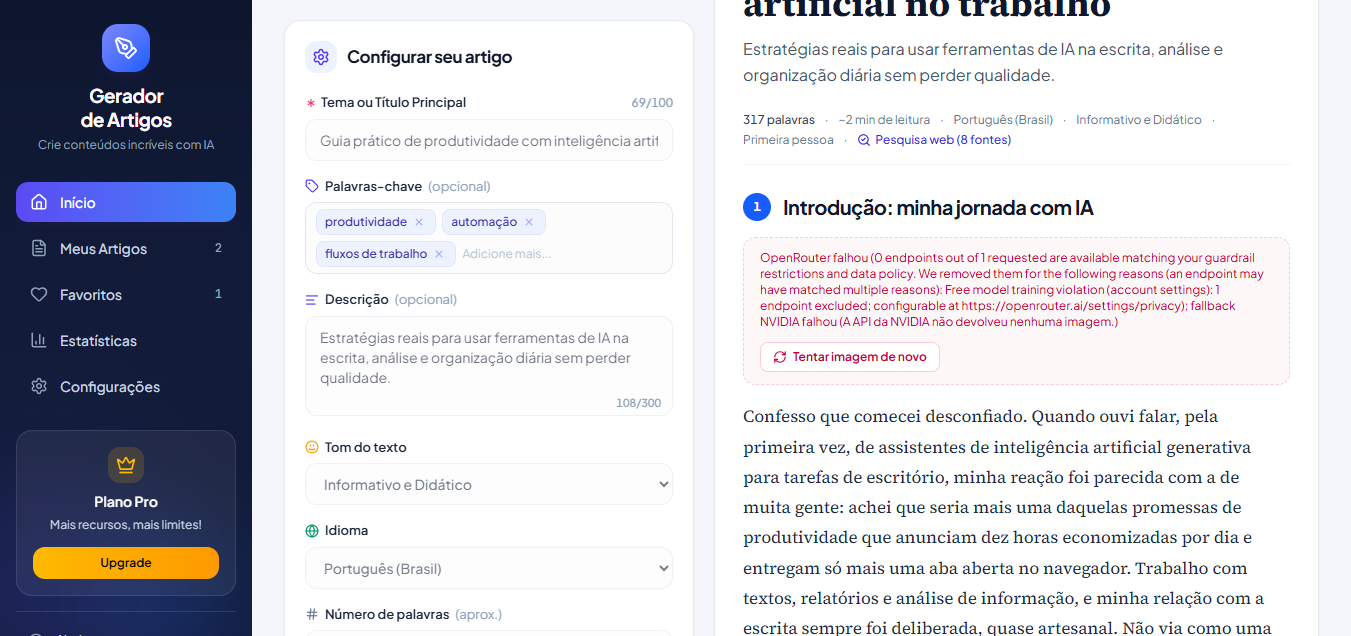 Gerador
de Artigos
Crie conteúdos incríveis com IA
Início
Meus Artigos 2
Favoritos 1
Estatísticas
Configurações
Plano Pro
Mais recursos, mais limites!
Upgrade
Configurar seu artigo
* Tema ou Título Principal 69/100
Guia prático de produtividade com inteligência artif
Palavras-chave (opcional)
produtividade × automação ×
fluxos de trabalho × Adicione mais...
Descrição (opcional)
Estratégias reais para usar ferramentas de IA na
escrita, análise e organização diária sem perder
qualidade.
108/300
Tom do texto
Informativo e Didático
Idioma
Português (Brasil)
Número de palavras (aprox.)
artificial no trabalho
Estratégias reais para usar ferramentas de IA na escrita, análise e
organização diária sem perder qualidade.
317 palavras · ~2 min de leitura · Português (Brasil) · Informativo e Didático ·
Primeira pessoa · Pesquisa web (8 fontes)
1 Introdução: minha jornada com IA
OpenRouter falhou (0 endpoints out of 1 requested are available matching your guardrail
restrictions and data policy. We removed them for the following reasons (an endpoint may
have matched multiple reasons): Free model training violation (account settings): 1
endpoint excluded; configurable at https://openrouter.ai/settings/privacy); fallback
NVIDIA falhou (A API da NVIDIA não devolveu nenhuma imagem.)
Tentar imagem de novo
Confesso que comecei desconfiado. Quando ouvi falar, pela
primeira vez, de assistentes de inteligência artificial generativa
para tarefas de escritório, minha reação foi parecida com a de
muita gente: achei que seria mais uma daquelas promessas de
produtividade que anunciam dez horas economizadas por dia e
entregam só mais uma aba aberta no navegador. Trabalho com
textos, relatórios e análise de informação, e minha relação com a
escrita sempre foi deliberada, quase artesanal. Não via como uma